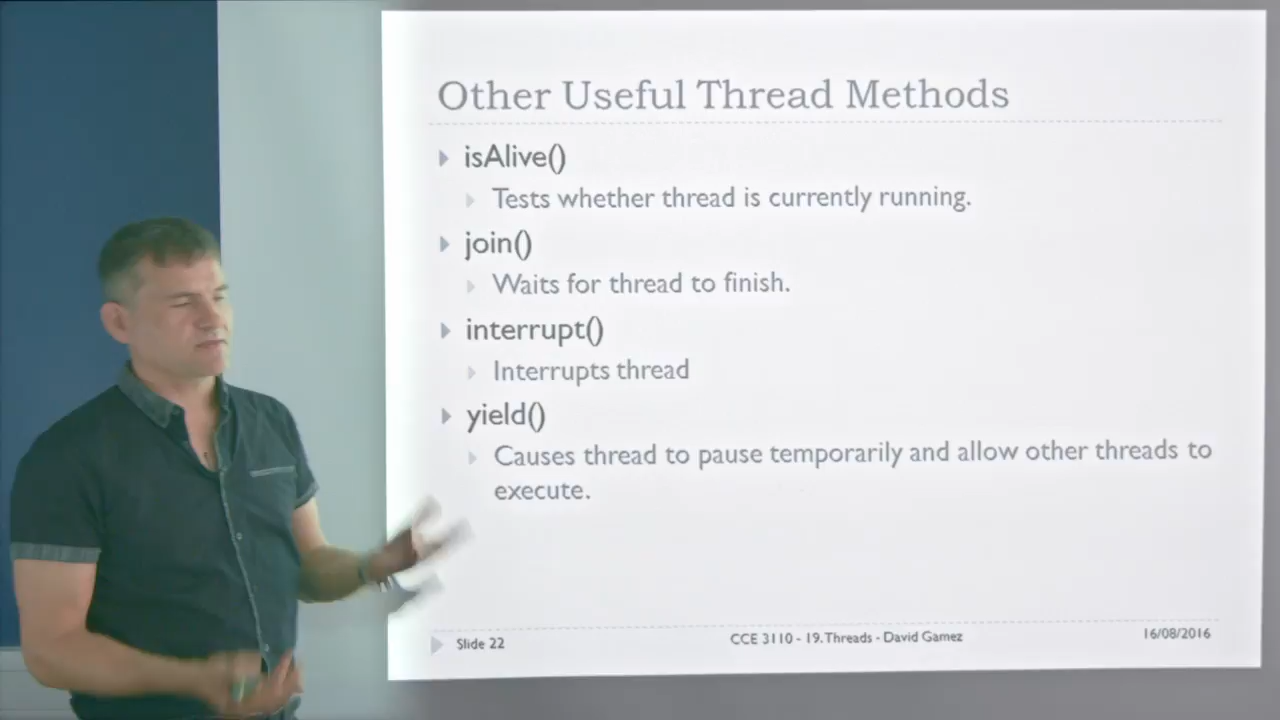 Other Useful Thread Methods
isAlive()
Tests whether thread is currently running.
join()
Waits for thread to finish.
interrupt()
Interrupts thread
yield()
Causes thread to pause temporarily and allow other threads to
execute.
Slide 22
CCE 3110 - 19.Threads - David Gamez
16/08/2016